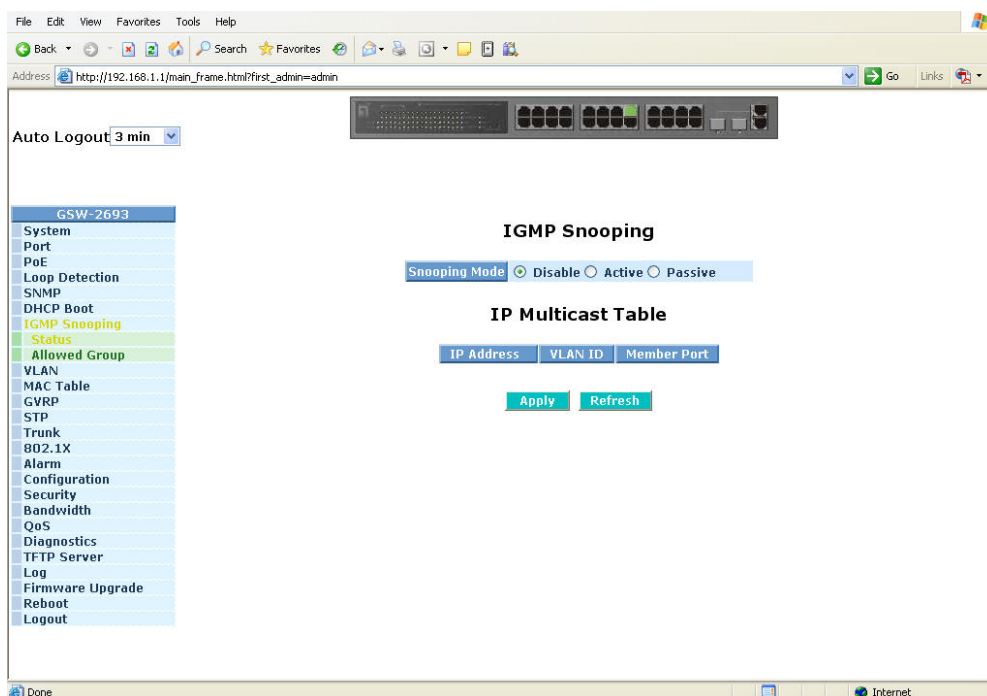 File Edit View Favorites Tools Help
Back Search Favorites
Address http://192.168.1.1/main_frame.html?first_admin=admin Go Links
Auto Logout 3 min
GSW-2693
System
Port
PoE
Loop Detection
SNMP
DHCP Boot
IGMP Snooping
Status
Allowed Group
VLAN
MAC Table
GVRP
STP
Trunk
802.1X
Alarm
Configuration
Security
Bandwidth
QoS
Diagnostics
TFTP Server
Log
Firmware Upgrade
Reboot
Logout
IGMP Snooping
Snooping Mode Disable Active Passive
IP Multicast Table
IP Address VLAN ID Member Port
Apply Refresh
Done Internet